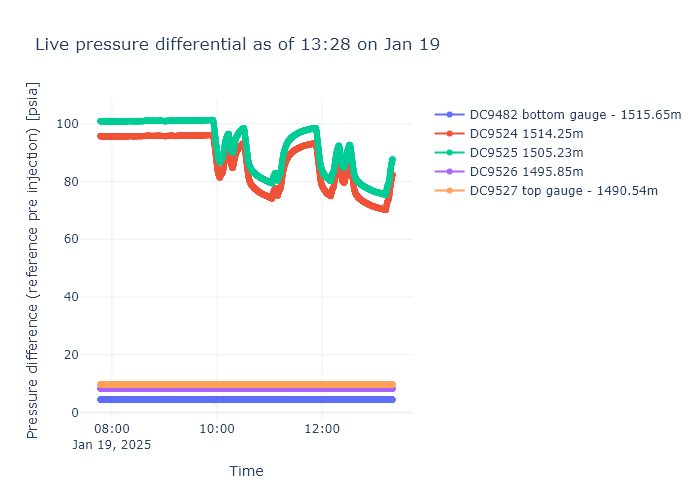 Live pressure differential as of 13:28 on Jan 19
Pressure difference (reference pre injection) [psia]
100
80
60
40
20
0
08:00
Jan 19, 2025
10:00
12:00
Time
DC9482 bottom gauge - 1515.65m
DC9524 1514.25m
DC9525 1505.23m
DC9526 1495.85m
DC9527 top gauge - 1490.54m